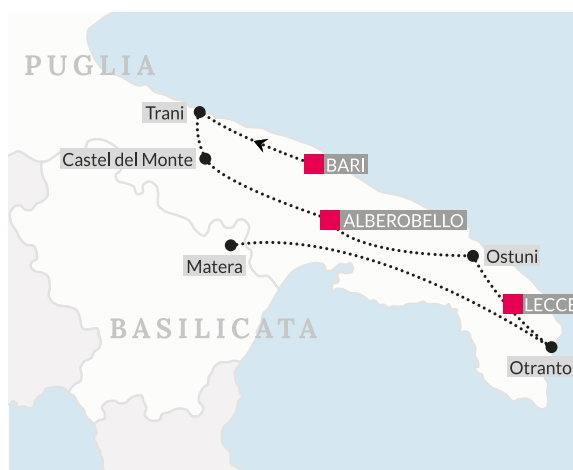 PUGLIA
Trani
Castel del Monte
BARI
ALBEROBELLO
Ostuni
Matera
LECCE
BASILICATA
Otranto